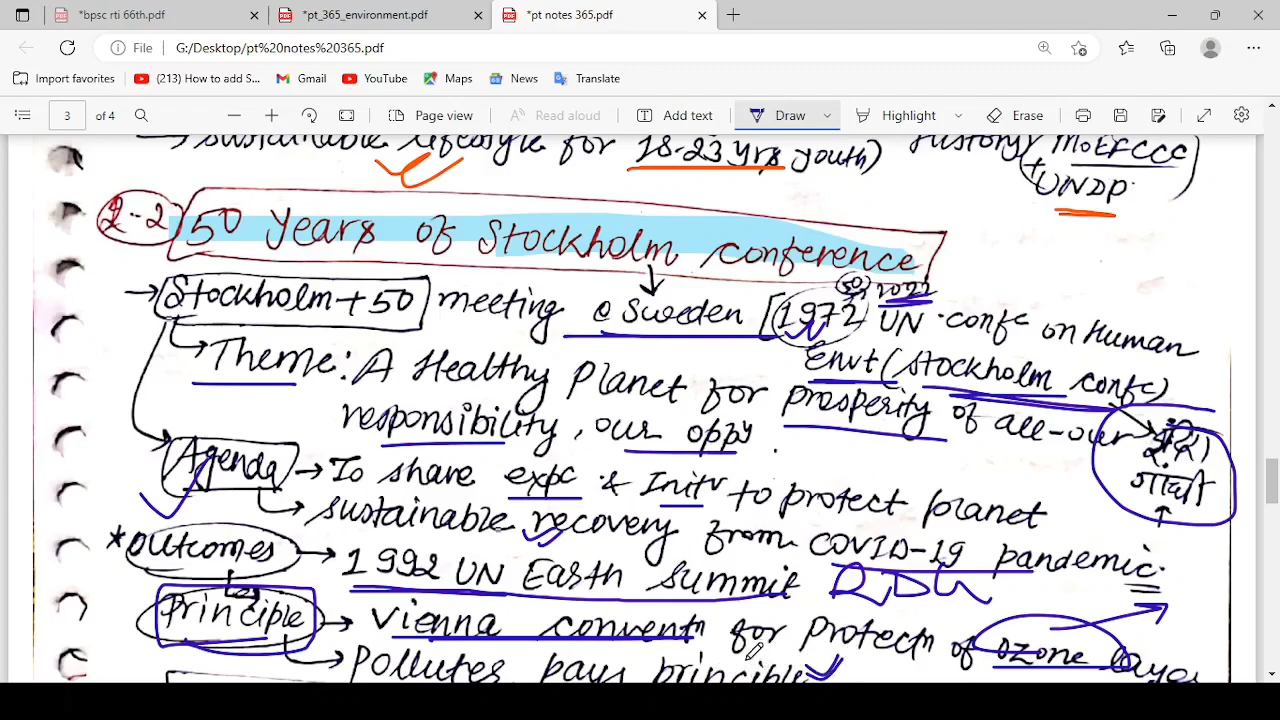 *bpsc rti 66th.pdf
*pt_365_environment.pdf
*pt notes 365.pdf
File G:/Desktop/pt%20notes%20365.pdf
Import favorites
(213) How to add S...
Gmail
YouTube
Maps
News
Translate
3 of 4
Page view
Read aloud
Add text
Draw
Highlight
Erase
→ sustainable lifestyle for 18-23 yrs youth)
MOEFCCC
+
UNDP
2-2 50 Years of Stockholm conference
→ Stockholm + 50 meeting @ Sweden [1972 UN confc on Human
50 2022
Envt (Stockholm confc)
→ Theme: A Healthy Planet for prosperity of all-our
responsibility, our oppy
Agenda → To share expc & Initv to protect planet
→ sustainable recovery from COVID-19 pandemic.
*Outcomes → 1992 UN Earth Summit
Principle → Vienna conventn for Protectn of Ozone layer
→ Polluter pays principle